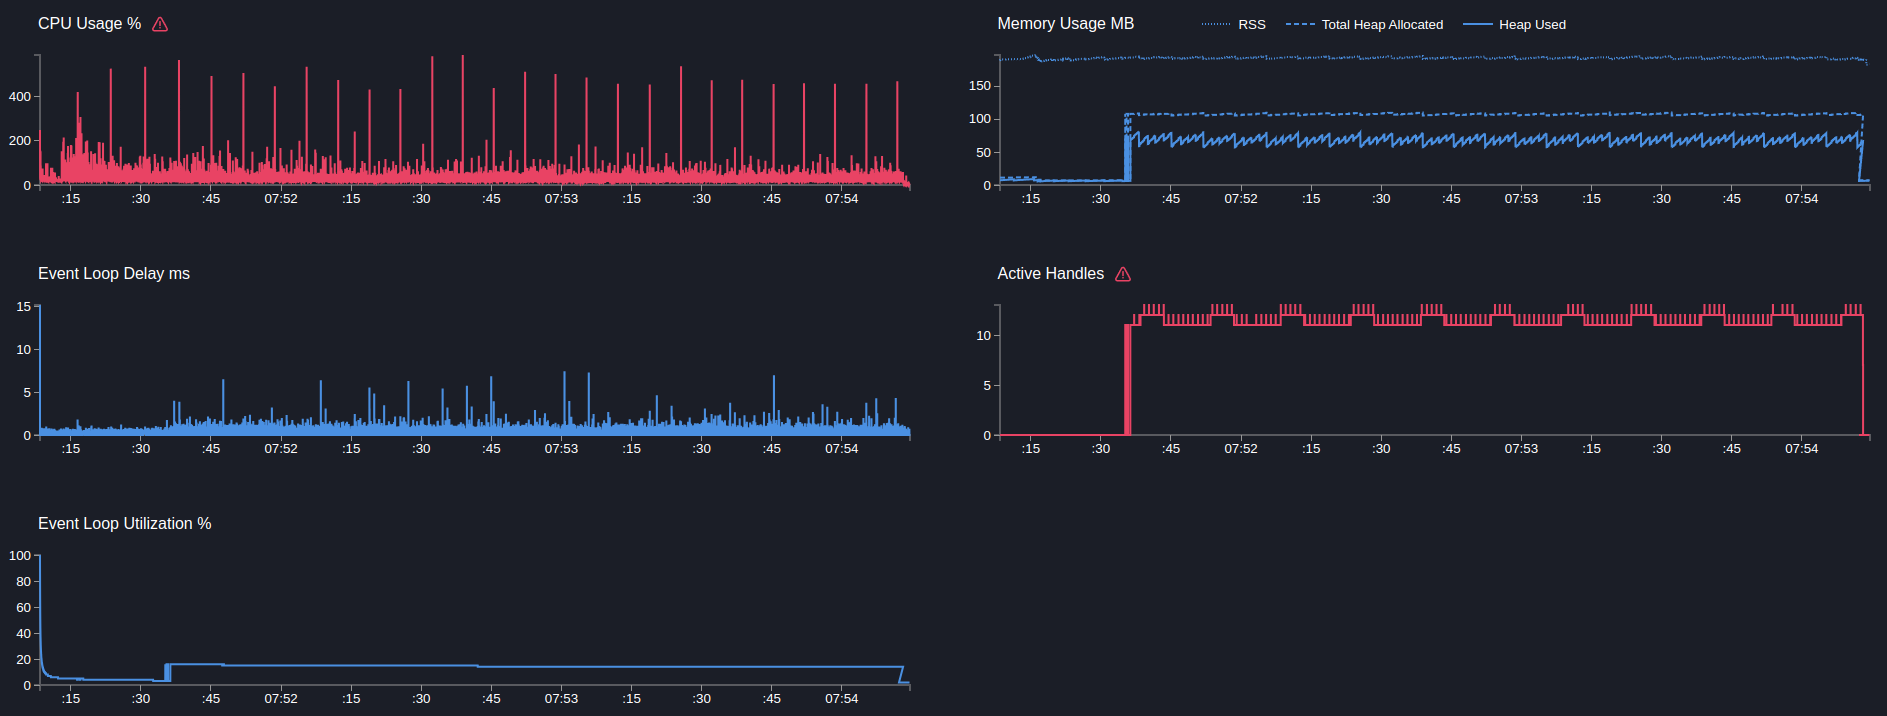 CPU Usage %
400
200
0
:15 :30 :45 07:52 :15 :30 :45 07:53 :15 :30 :45 07:54
Memory Usage MB
RSS Total Heap Allocated Heap Used
150
100
50
0
:15 :30 :45 07:52 :15 :30 :45 07:53 :15 :30 :45 07:54
Event Loop Delay ms
15
10
5
0
:15 :30 :45 07:52 :15 :30 :45 07:53 :15 :30 :45 07:54
Active Handles
10
5
0
:15 :30 :45 07:52 :15 :30 :45 07:53 :15 :30 :45 07:54
Event Loop Utilization %
100
80
60
40
20
0
:15 :30 :45 07:52 :15 :30 :45 07:53 :15 :30 :45 07:54